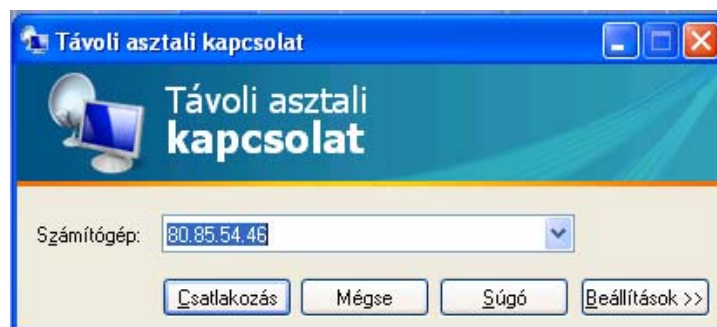 Távoli asztali kapcsolat
Távoli asztali
kapcsolat
Számítógép: 80.85.54.46
Csatlakozás Mégse Súgó Beállítások >>